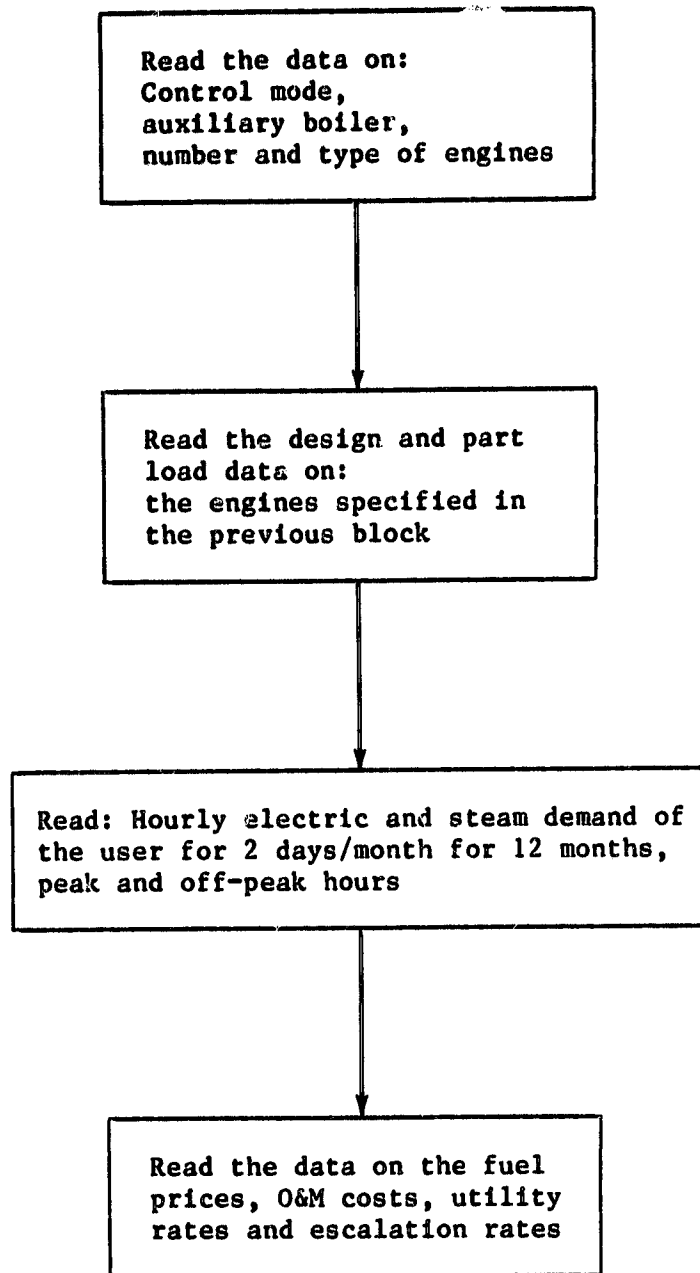 Read the data on:
Control mode,
auxiliary boiler,
number and type of engines
Read the design and part
load data on:
the engines specified in
the previous block
Read: Hourly electric and steam demand of
the user for 2 days/month for 12 months,
peak and off-peak hours
Read the data on the fuel
prices, O&M costs, utility
rates and escalation rates